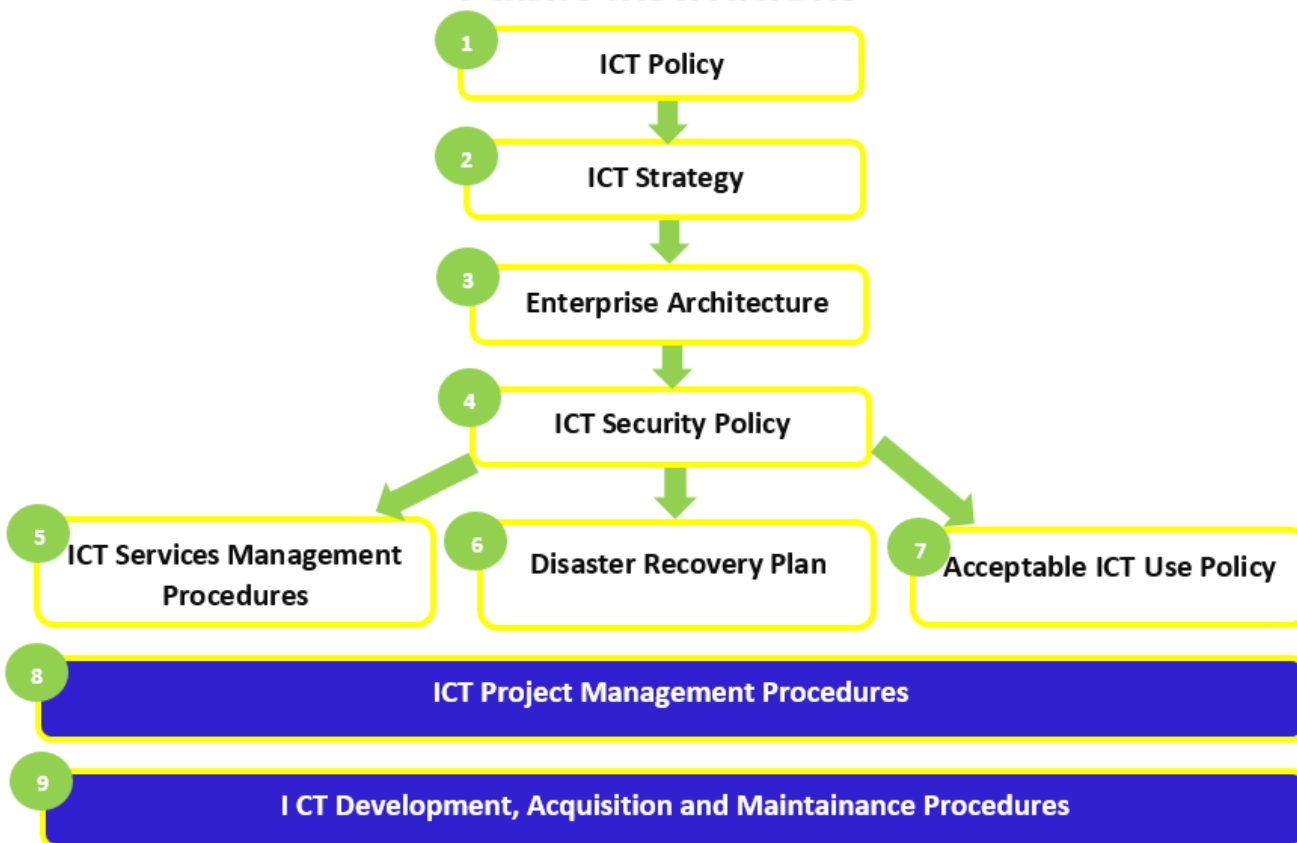 1
ICT Policy
2
ICT Strategy
3
Enterprise Architecture
4
ICT Security Policy
5
ICT Services Management
Procedures
6
Disaster Recovery Plan
7
Acceptable ICT Use Policy
8
ICT Project Management Procedures
9
I CT Development, Acquisition and Maintainance Procedures